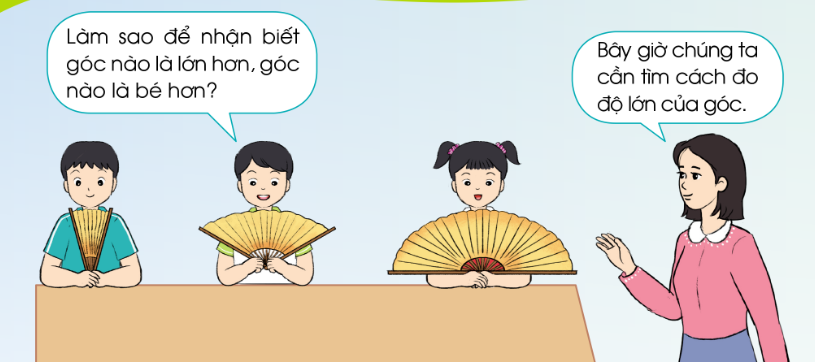 Làm sao để nhận biết
góc nào là lớn hơn, góc
nào là bé hơn?
Bây giờ chúng ta
cần tìm cách đo
độ lớn của góc.